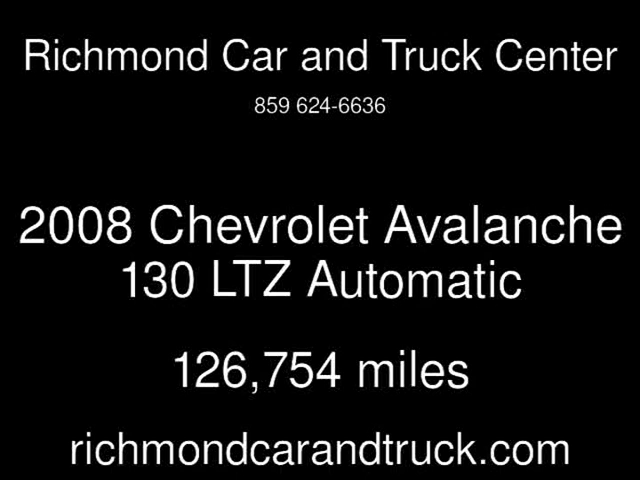 Richmond Car and Truck Center
859 624-6636
2008 Chevrolet Avalanche
130 LTZ Automatic
126,754 miles
richmondcarandtruck.com